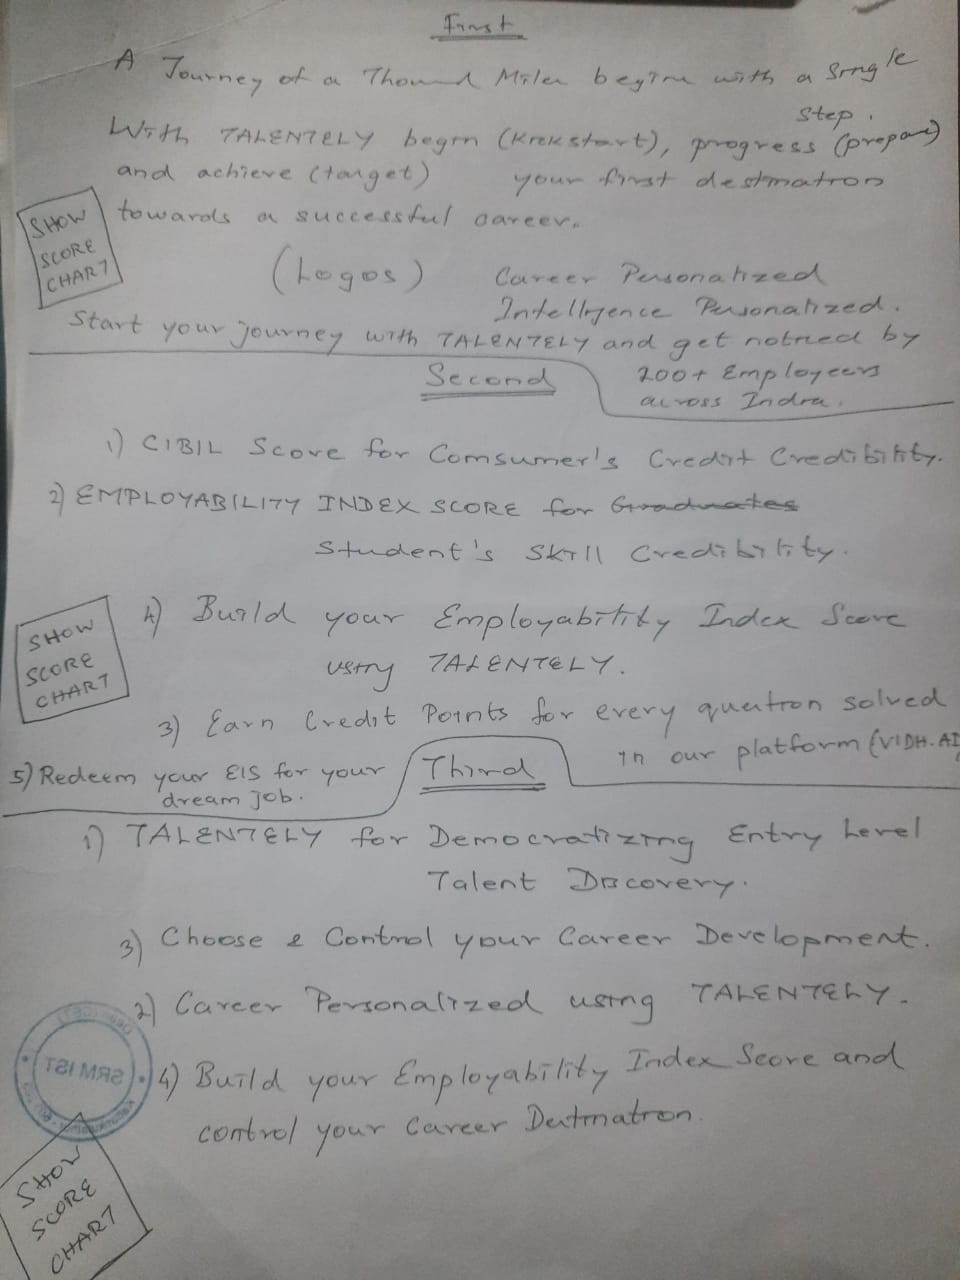 First
A Journey of a Thound Miles begins with a single
step.
With TALENTELY begin (Kickstart), progress (prepare)
and achieve (target) your first destination
towards a successful career.
SHOW
SCORE
CHART
(Logos) Career Personalized
Intelligence Personalized.
Start your journey with TALENTELY and get noticed by
200+ Employeers
across India.
Second
1) CIBIL Score for Comsumer's Credit Credibility.
2) EMPLOYABILITY INDEX SCORE for Graduates
Student's Skill Credibility.
4) Build your Employability Index Score
using TALENTELY.
SHOW
SCORE
CHART
3) Earn Credit Points for every question solved
in our platform (VIDH.AI)
5) Redeem your EIS for your
dream job.
Third
1) TALENTELY for Democratizing Entry Level
Talent Discovery.
3) Choose & Control your Career Development.
2) Career Personalized using TALENTELY.
SRM IST
4) Build your Employability Index Score and
control your Career Destination.
SHOW
SCORE
CHART